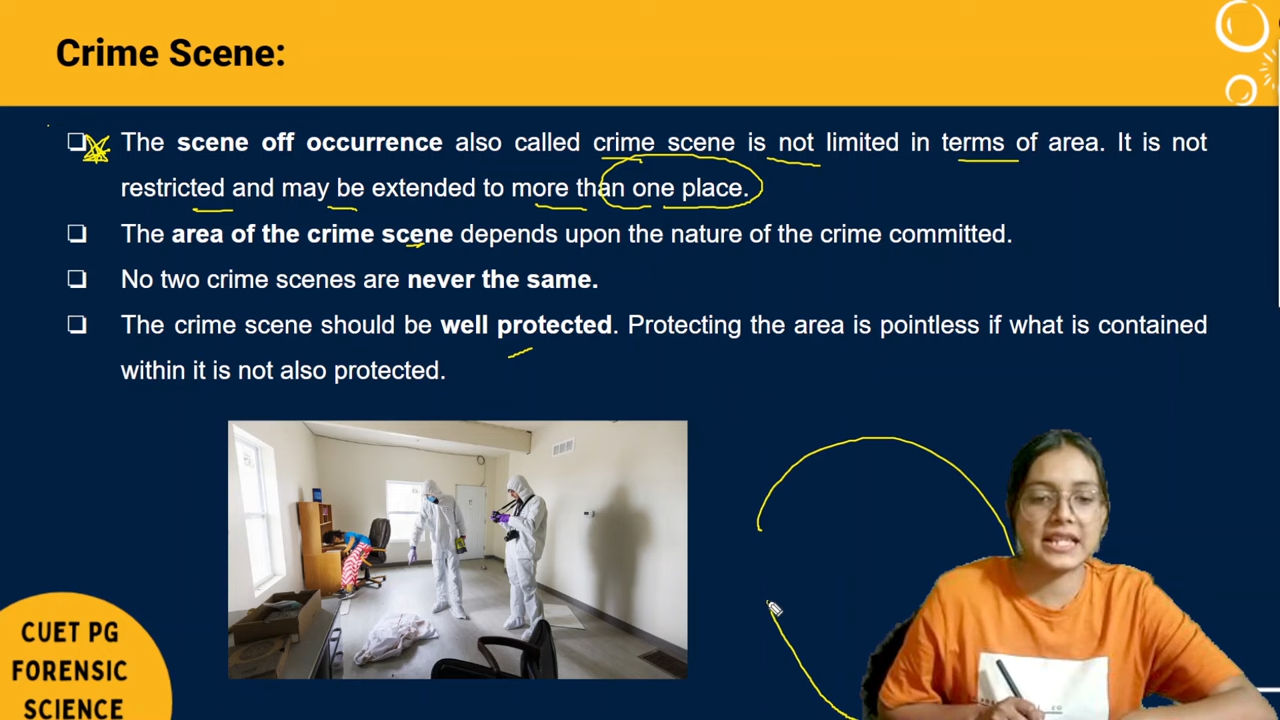 Crime Scene:
❏ The scene off occurrence also called crime scene is not limited in terms of area. It is not
restricted and may be extended to more than one place.
❏ The area of the crime scene depends upon the nature of the crime committed.
❏ No two crime scenes are never the same.
❏ The crime scene should be well protected. Protecting the area is pointless if what is contained
within it is not also protected.
CUET PG
FORENSIC
SCIENCE